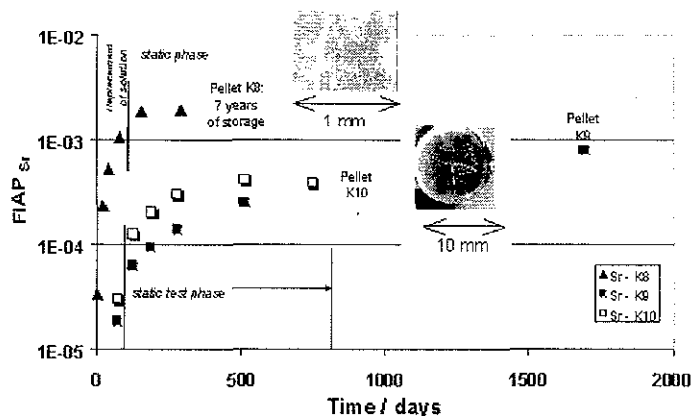 1E-02
1E-03
1E-04
1E-05
FIAP Sr
Replacement
of solution
static phase
Pellet K8:
7 years
of storage
1 mm
Pellet
K8
Pellet
K10
10 mm
static test phase
Sr - K8
Sr - K9
Sr - K10
0
500
1000
1500
2000
Time / days